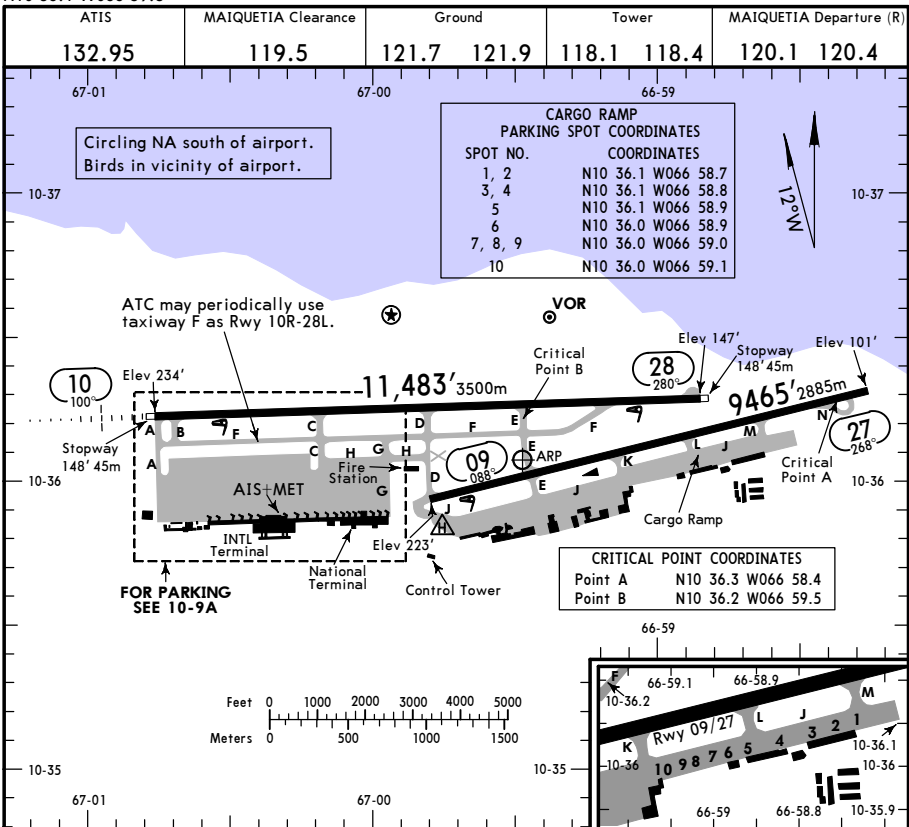 ATIS
MAIQUETIA Clearance
Ground
Tower
MAIQUETIA Departure (R)
132.95
119.5
121.7 121.9
118.1 118.4
120.1 120.4
67-01
67-00
66-59
Circling NA south of airport.
Birds in vicinity of airport.
CARGO RAMP
PARKING SPOT COORDINATES
SPOT NO. COORDINATES
1, 2 N10 36.1 W066 58.7
3, 4 N10 36.1 W066 58.8
5 N10 36.1 W066 58.9
6 N10 36.0 W066 58.9
7, 8, 9 N10 36.0 W066 59.0
10 N10 36.0 W066 59.1
12°W
10-37
10-37
ATC may periodically use
taxiway F as Rwy 10R-28L.
VOR
10
100°
Elev 234'
11,483' 3500m
Critical
Point B
28
280°
Elev 147'
Stopway
148' 45m
Elev 101'
9465' 2885m
Stopway
148' 45m
A
B
F
C
D
F
E
F
N
27
268°
A
C
H
G
H
D
E
ARP
K
L
J
M
Critical
Point A
10-36
10-36
Fire
Station
09
088°
E
J
G
AIS+MET
J
H
Cargo Ramp
INTL
Terminal
National
Terminal
Elev 223'
Control Tower
FOR PARKING
SEE 10-9A
CRITICAL POINT COORDINATES
Point A N10 36.3 W066 58.4
Point B N10 36.2 W066 59.5
66-59
Feet 0 1000 2000 3000 4000 5000
Meters 0 500 1000 1500
F
10-36.2
66-59.1
66-58.9
M
K
Rwy 09/27
L
J
10 9 8 7 6 5 4 3 2 1
10-36.1
10-36
10-36
66-59
66-58.8
10-35.9
10-35
10-35
67-01
67-00